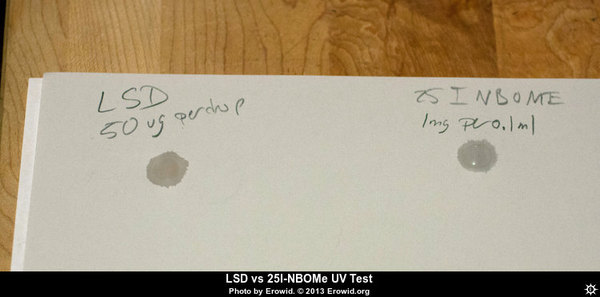 LSD
50 ug per drop
25 I NBOME
1mg per 0.1ml
LSD vs 25I-NBOMe UV Test
Photo by Erowid. © 2013 Erowid.org